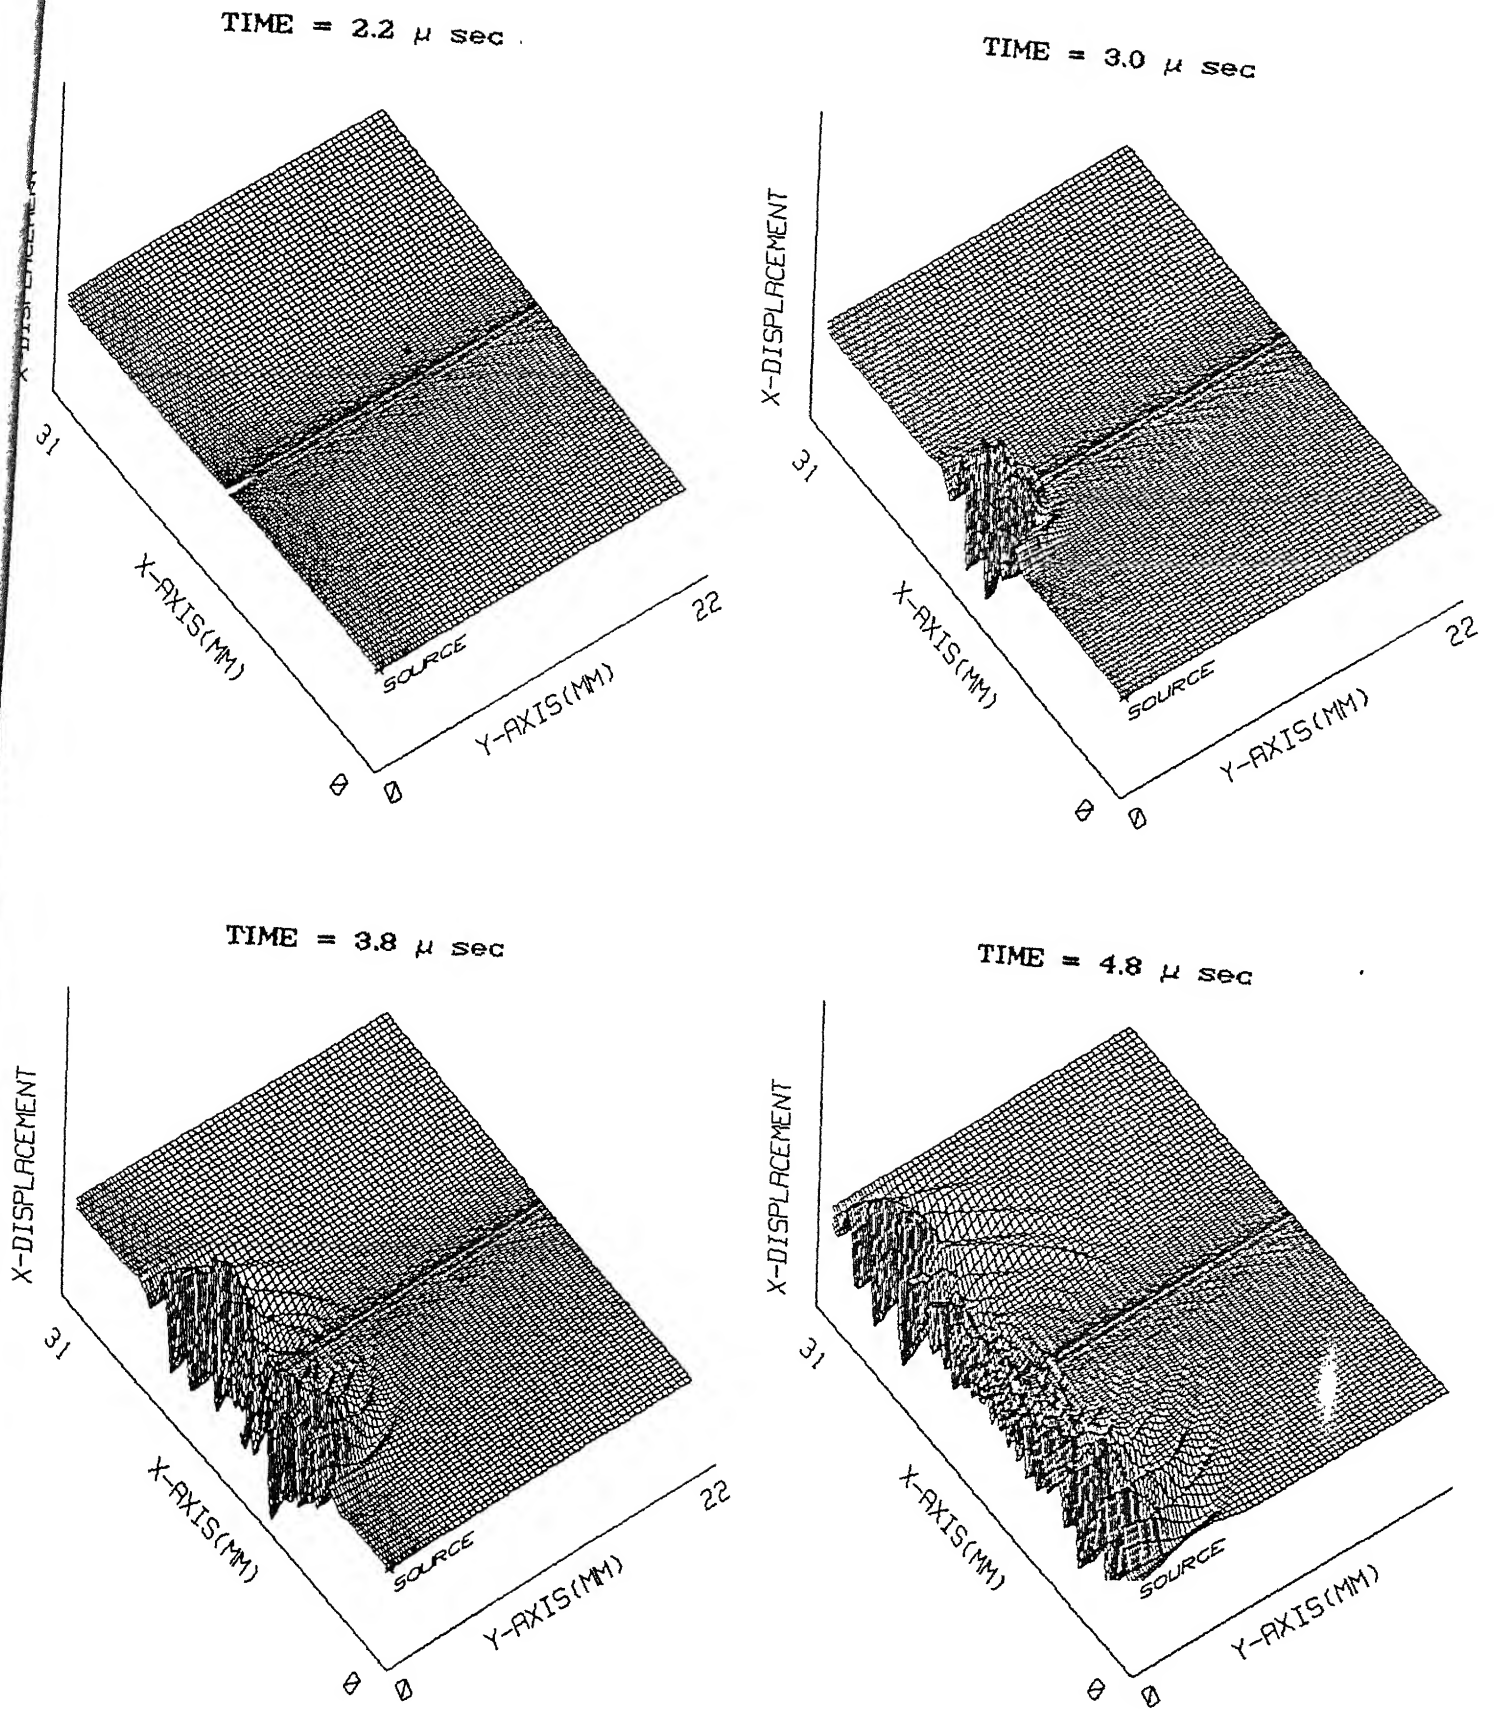 TIME = 2.2 μ sec
TIME = 3.0 μ sec
X-DISPLACEMENT
31
X-AXIS(MM)
0
0
Y-AXIS(MM)
22
SOURCE
X-DISPLACEMENT
31
X-AXIS(MM)
0
0
Y-AXIS(MM)
22
SOURCE
TIME = 3.8 μ sec
TIME = 4.8 μ sec
X-DISPLACEMENT
31
X-AXIS(MM)
0
0
Y-AXIS(MM)
22
SOURCE
X-DISPLACEMENT
31
X-AXIS(MM)
0
0
Y-AXIS(MM)
SOURCE